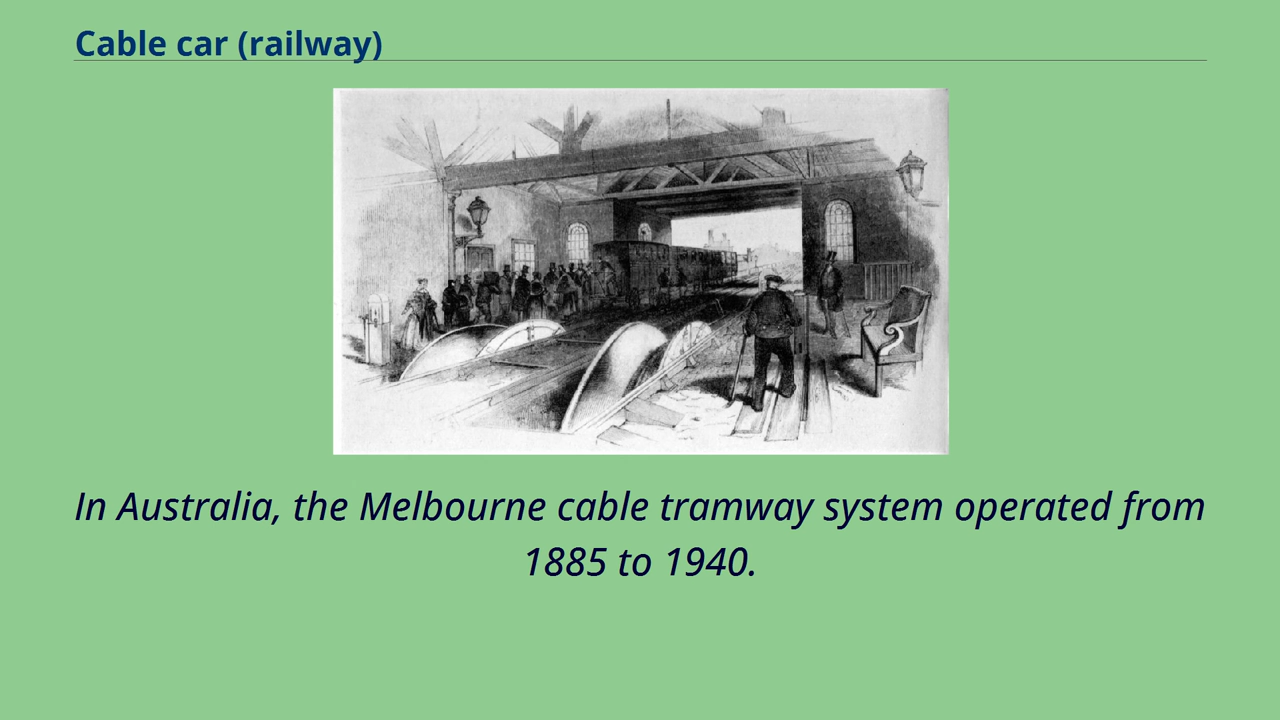 Cable car (railway)
In Australia, the Melbourne cable tramway system operated from
1885 to 1940.